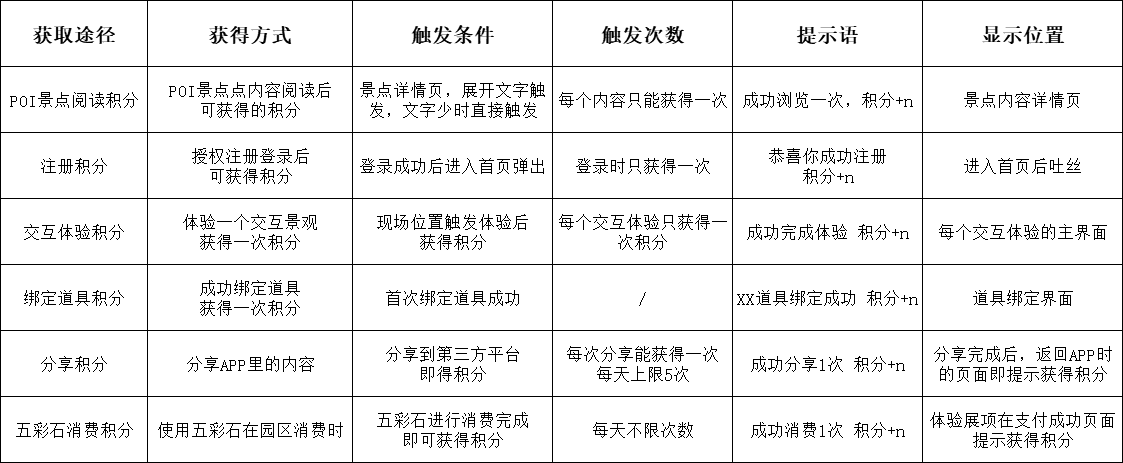 获取途径 获得方式 触发条件 触发次数 提示语 显示位置
POI景点阅读积分
POI景点点内容阅读后
可获得的积分
景点详情页，展开文字触
发，文字少时直接触发
每个内容只能获得一次
成功浏览一次，积分+n
景点内容详情页
注册积分
授权注册登录后
可获得积分
登录成功后进入首页弹出
登录时只获得一次
恭喜你成功注册
积分+n
进入首页后吐丝
交互体验积分
体验一个交互景观
获得一次积分
现场位置触发体验后
获得积分
每个交互体验只获得一
次积分
成功完成体验 积分+n
每个交互体验的主界面
绑定道具积分
成功绑定道具
获得一次积分
首次绑定道具成功
/
XX道具绑定成功 积分+n
道具绑定界面
分享积分
分享APP里的内容
分享到第三方平台
即得积分
每次分享能获得一次
每天上限5次
成功分享1次 积分+n
分享完成后，返回APP时
的页面即提示获得积分
五彩石消费积分
使用五彩石在园区消费时
五彩石进行消费完成
即可获得积分
每天不限次数
成功消费1次 积分+n
体验展项在支付成功页面
提示获得积分